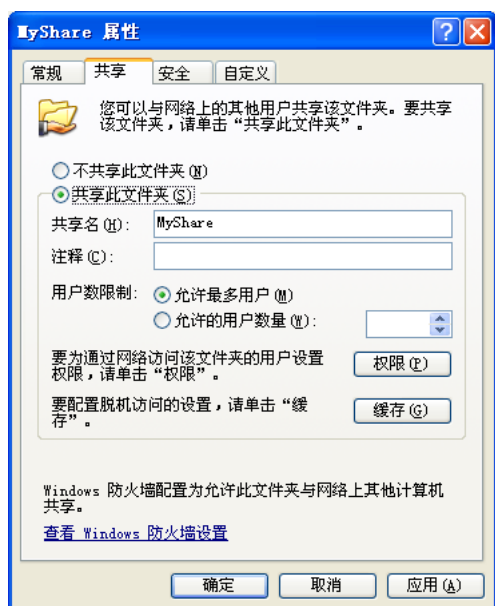 MyShare 属性
常规 共享 安全 自定义
您可以与网络上的其他用户共享该文件夹。要共享
该文件夹，请单击“共享此文件夹”。
不共享此文件夹(N)
共享此文件夹(S)
共享名(H): MyShare
注释(C):
用户数限制: 允许最多用户(M)
允许的用户数量(W):
要为通过网络访问该文件夹的用户设置
权限，请单击“权限”。
权限(P)
要配置脱机访问的设置，请单击“缓
存”。
缓存(G)
Windows 防火墙配置为允许此文件夹与网络上其他计算机
共享。
查看 Windows 防火墙设置
确定 取消 应用(A)